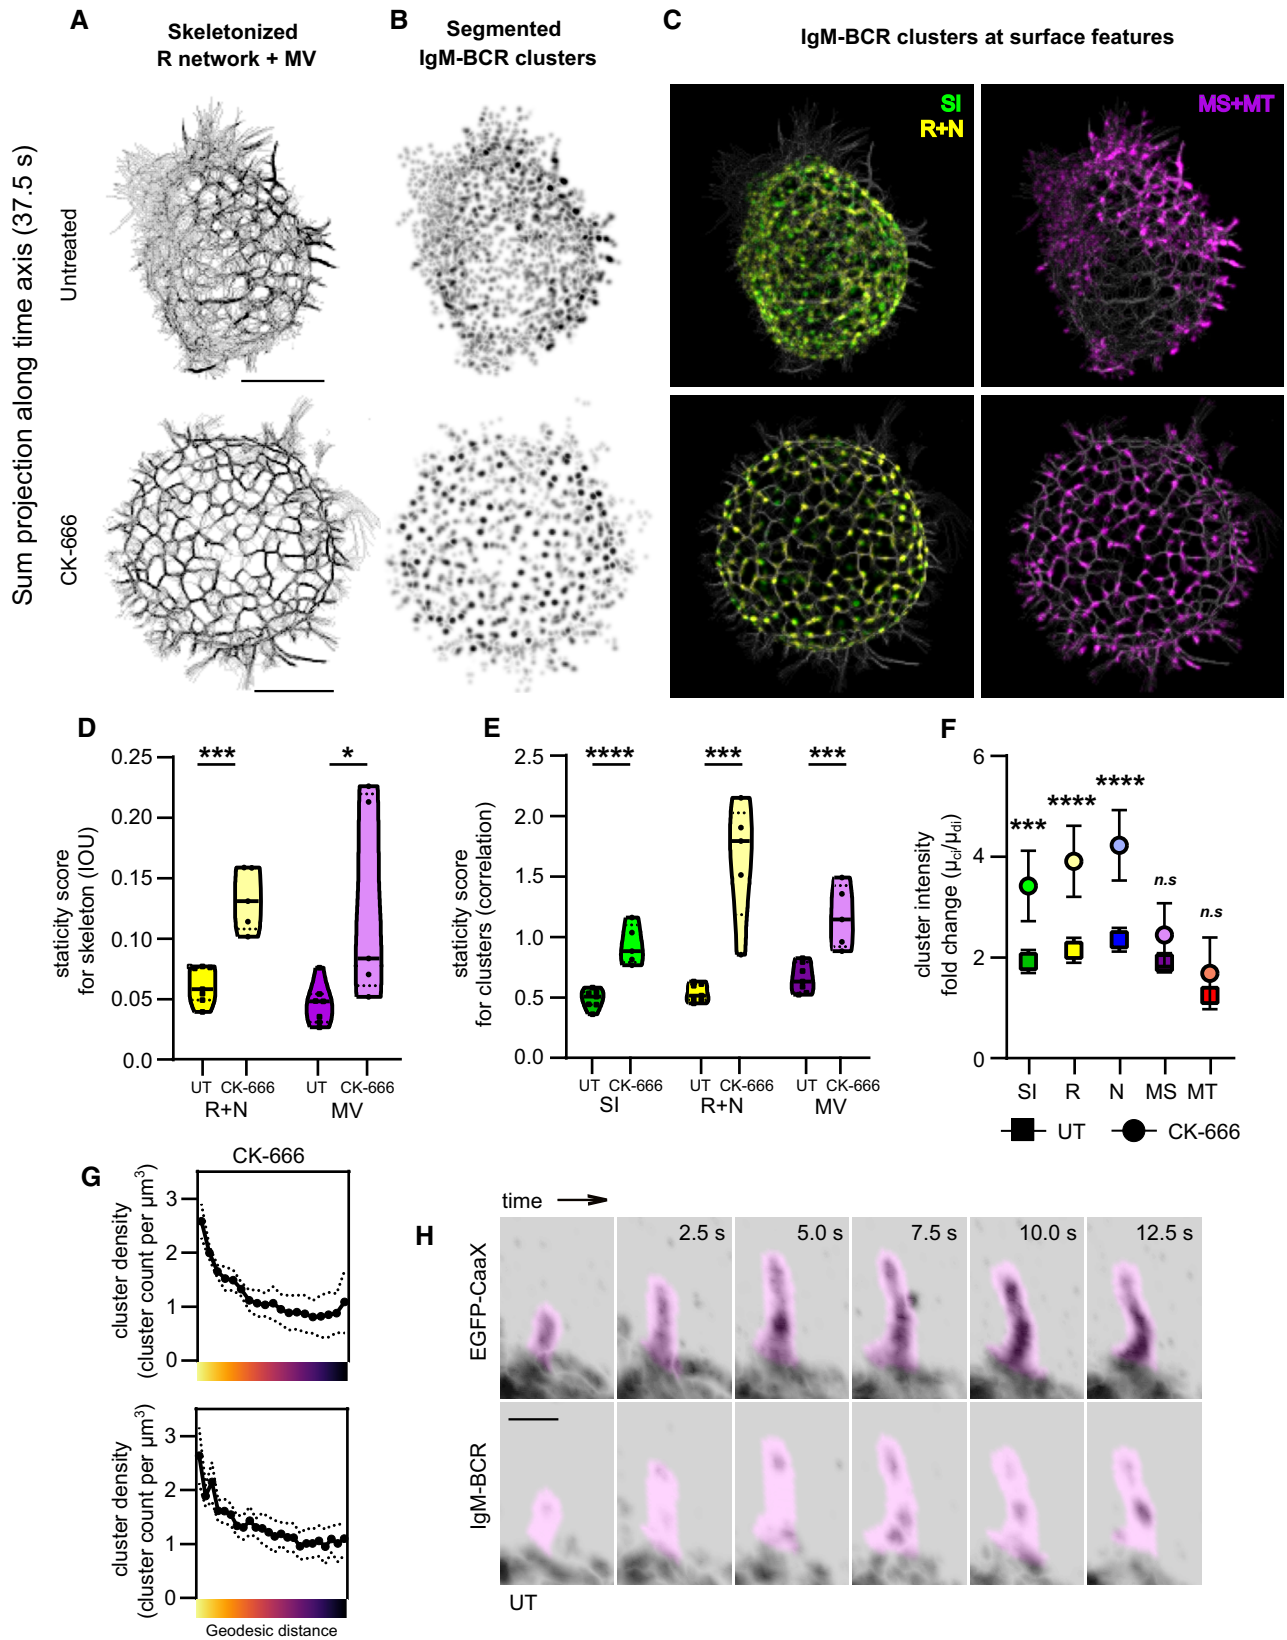 A
Skeletonized
R network + MV
B
Segmented
IgM-BCR clusters
C
IgM-BCR clusters at surface features
Sum projection along time axis (37.5 s)
Untreated
CK-666
SI
R+N
MS+MT
D
staticity score
for skeleton (IOU)
0.25
0.20
0.15
0.10
0.05
0.0
***
*
UT CK-666
UT CK-666
R+N
MV
E
staticity score
for clusters (correlation)
2.5
2.0
1.5
1.0
0.5
0.0
****
***
***
UT CK-666
UT CK-666
UT CK-666
SI
R+N
MV
F
cluster intensity
fold change (μci/μdi)
6
4
2
0
***
****
****
n.s
n.s
SI R N MS MT
UT
CK-666
G
CK-666
cluster density
(cluster count per μm³)
3
2
1
0
cluster density
(cluster count per μm³)
3
2
1
0
Geodesic distance
H
time
2.5 s
5.0 s
7.5 s
10.0 s
12.5 s
EGFP-CaaX
IgM-BCR
UT